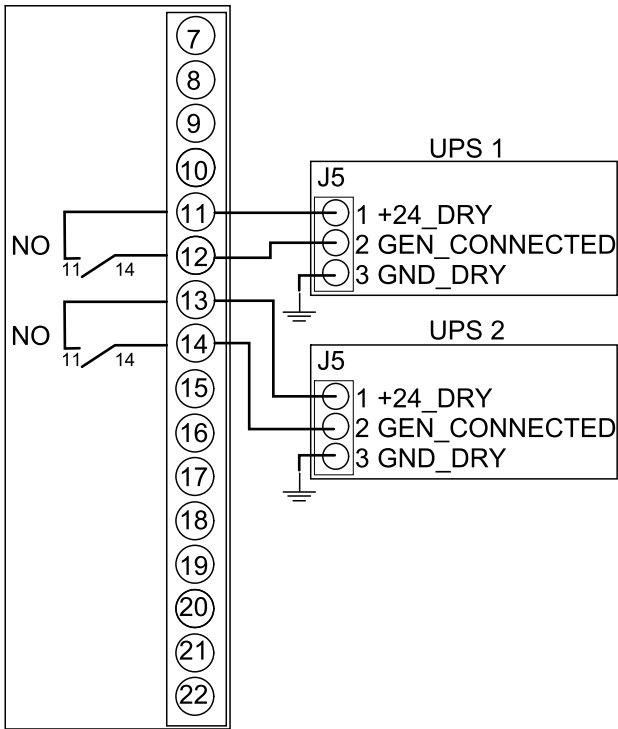 7
8
9
10
11
12
13
14
15
16
17
18
19
20
21
22
NO
11 14
NO
11 14
UPS 1
J5
1 +24_DRY
2 GEN_CONNECTED
3 GND_DRY
UPS 2
J5
1 +24_DRY
2 GEN_CONNECTED
3 GND_DRY